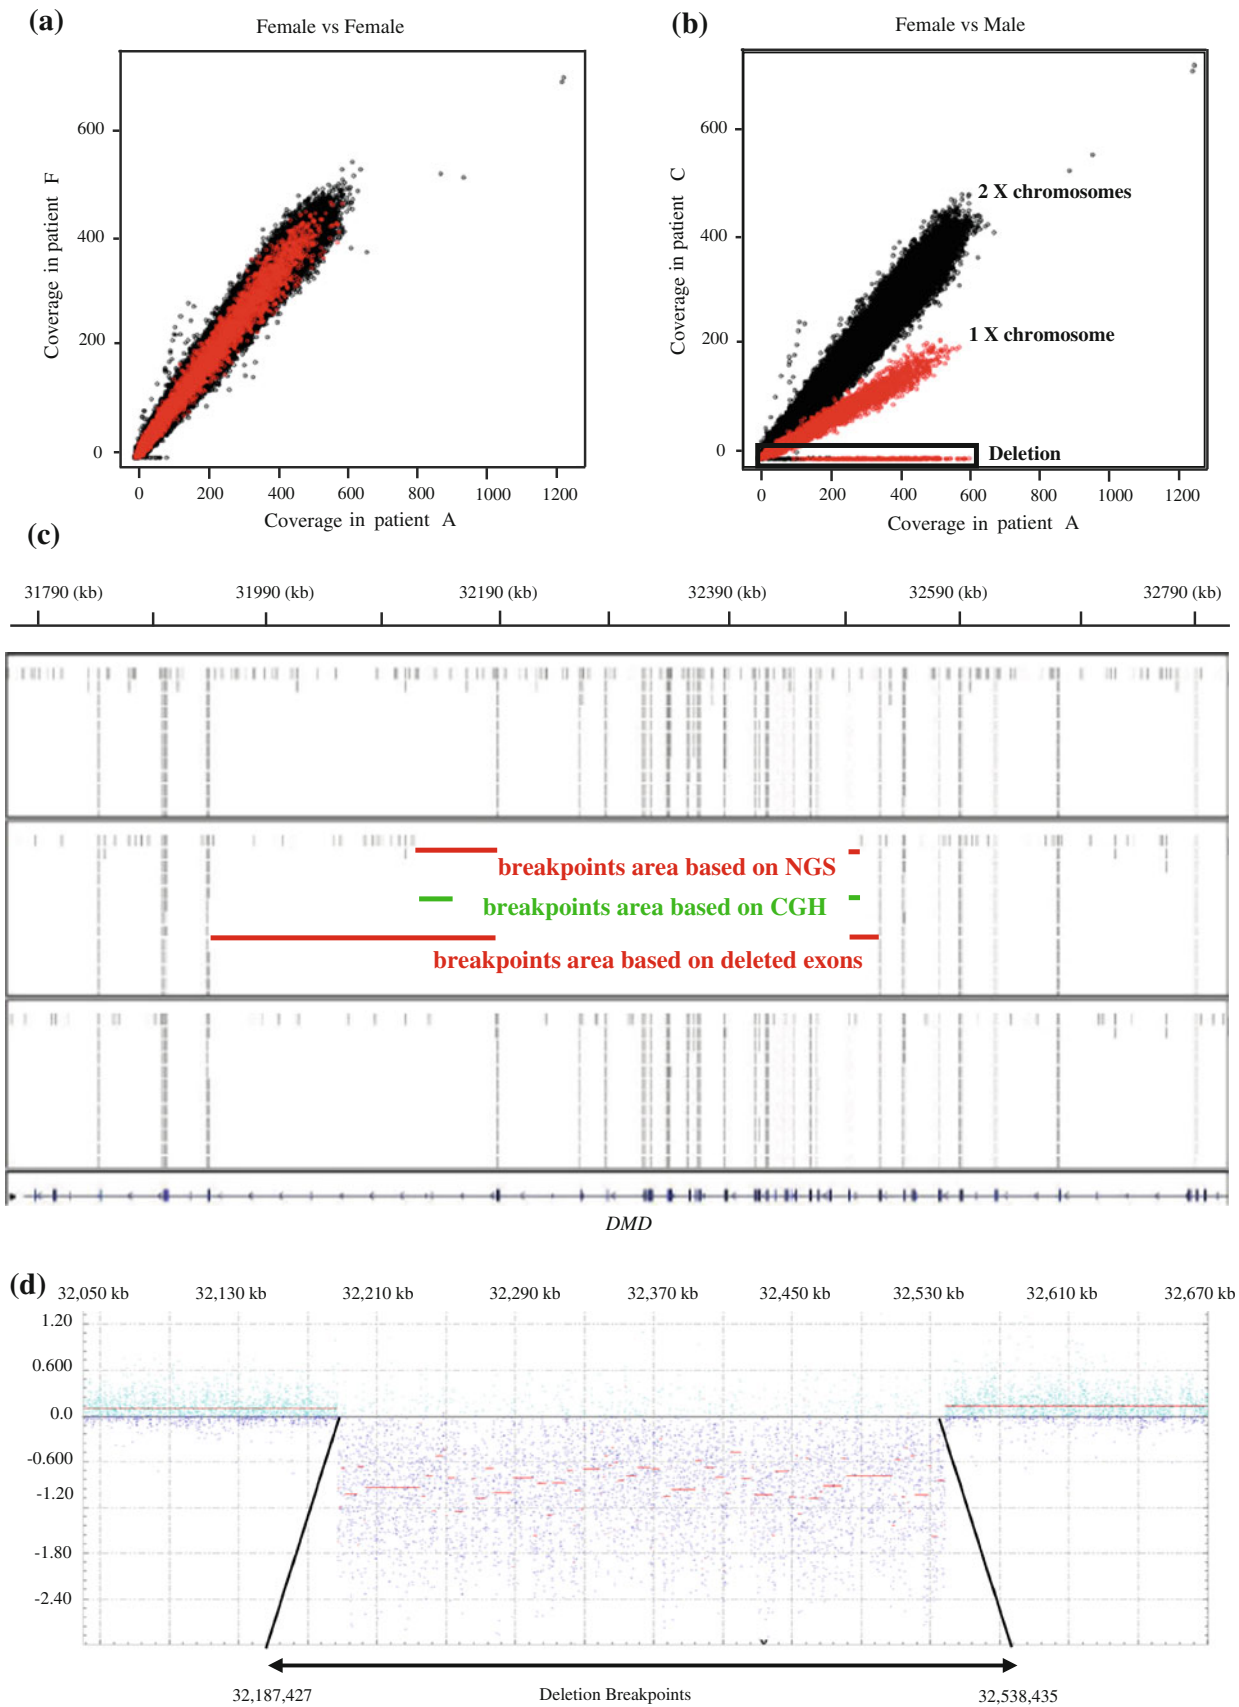 (a)
Female vs Female
Coverage in patient F
600
400
200
0
0 200 400 600 800 1000 1200
Coverage in patient A
(b)
Female vs Male
Coverage in patient C
600
400
200
0
2 X chromosomes
1 X chromosome
Deletion
0 200 400 600 800 1000 1200
Coverage in patient A
(c)
31790 (kb) 31990 (kb) 32190 (kb) 32390 (kb) 32590 (kb) 32790 (kb)
breakpoints area based on NGS
breakpoints area based on CGH
breakpoints area based on deleted exons
DMD
(d)
32,050 kb 32,130 kb 32,210 kb 32,290 kb 32,370 kb 32,450 kb 32,530 kb 32,610 kb 32,670 kb
1.20
0.600
0.0
-0.600
-1.20
-1.80
-2.40
32,187,427 Deletion Breakpoints 32,538,435